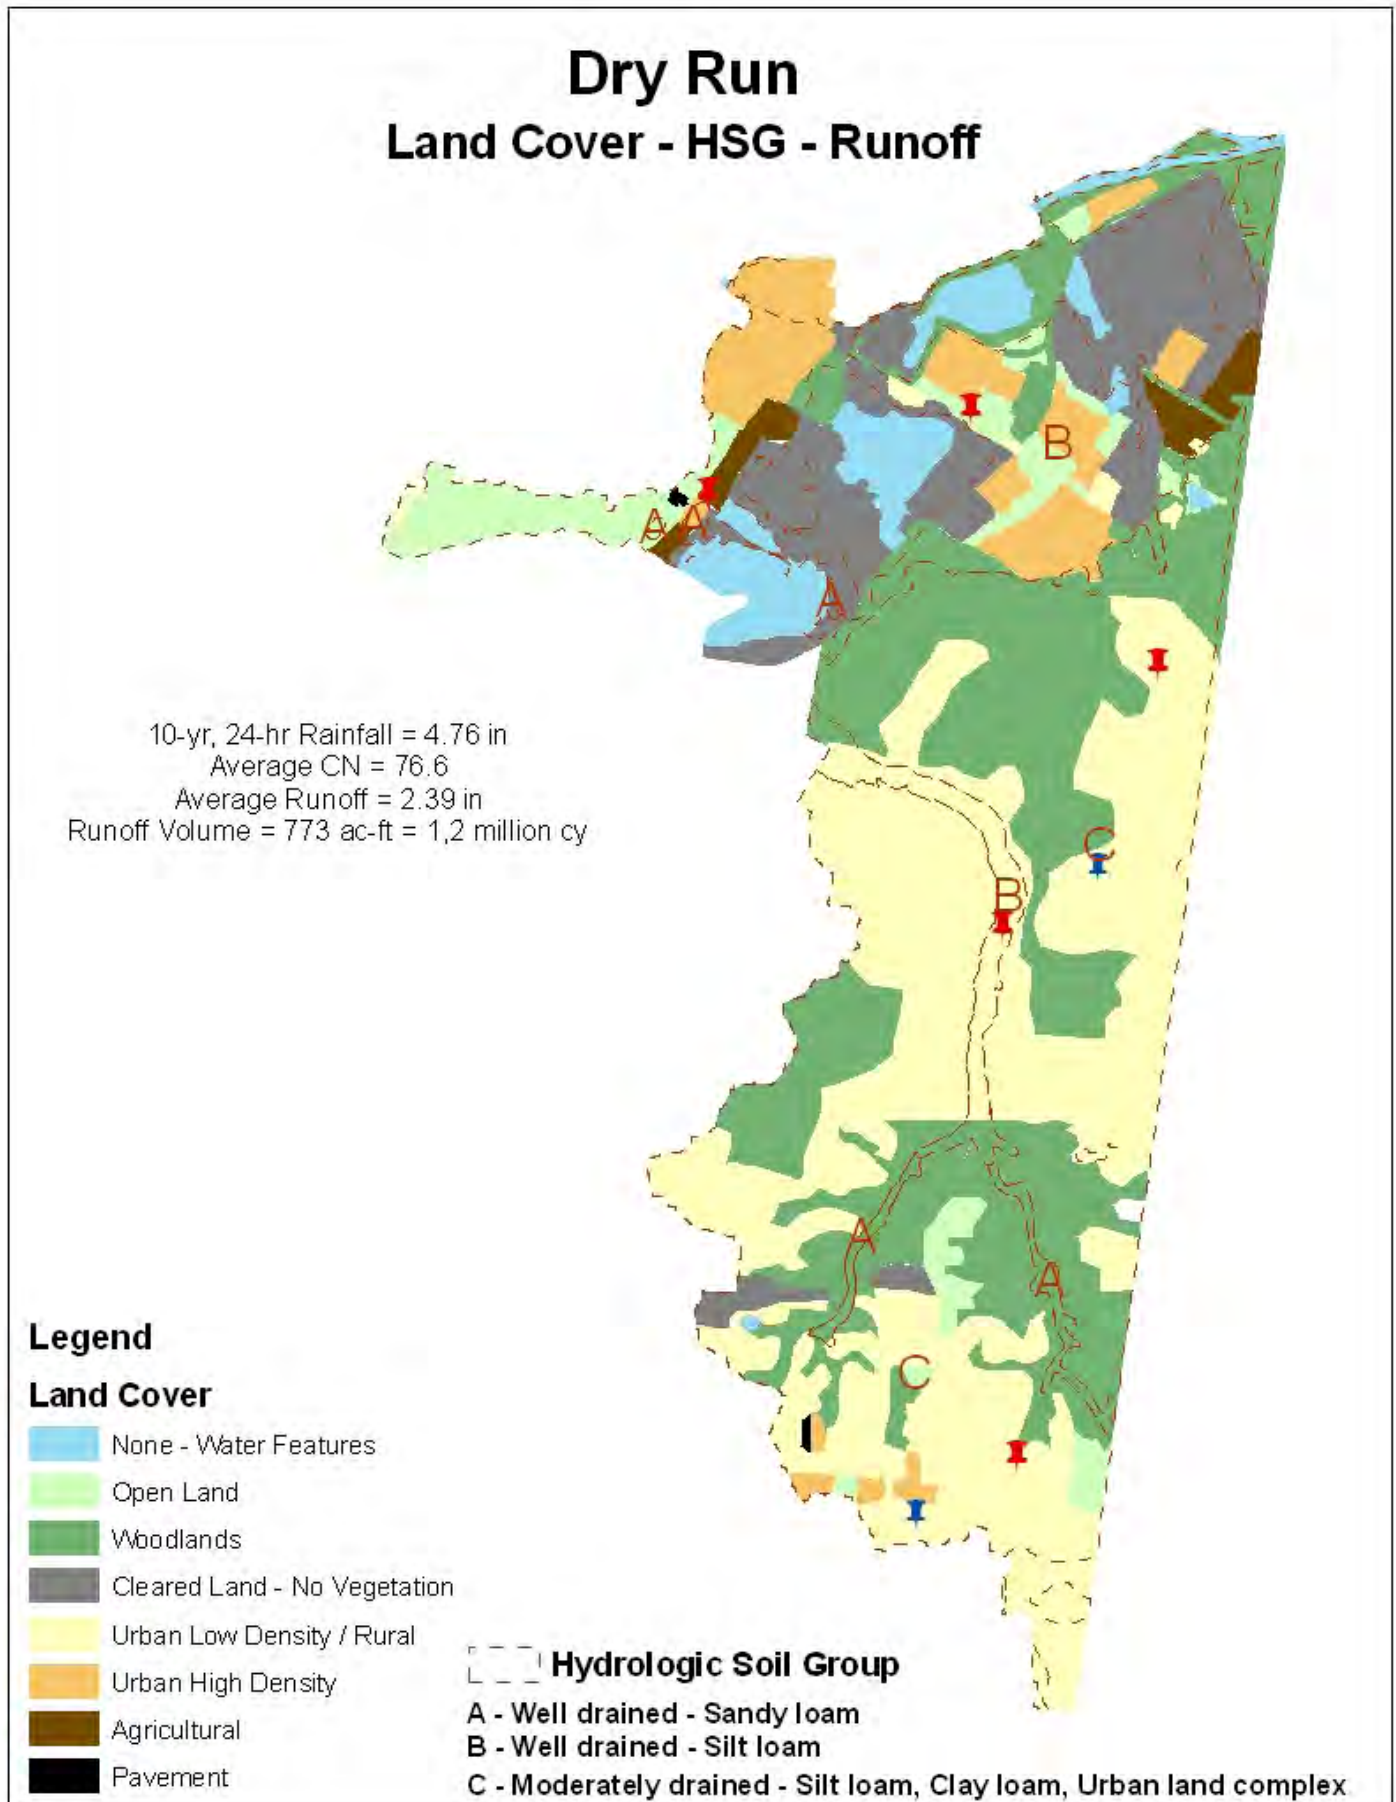 Dry Run
Land Cover - HSG - Runoff
B
A A
A
10-yr, 24-hr Rainfall = 4.76 in
Average CN = 76.6
Average Runoff = 2.39 in
Runoff Volume = 773 ac-ft = 1,2 million cy
C
B
A
A
C
Legend
Land Cover
None - Water Features
Open Land
Woodlands
Cleared Land - No Vegetation
Urban Low Density / Rural
Urban High Density
Agricultural
Pavement
Hydrologic Soil Group
A - Well drained - Sandy loam
B - Well drained - Silt loam
C - Moderately drained - Silt loam, Clay loam, Urban land complex